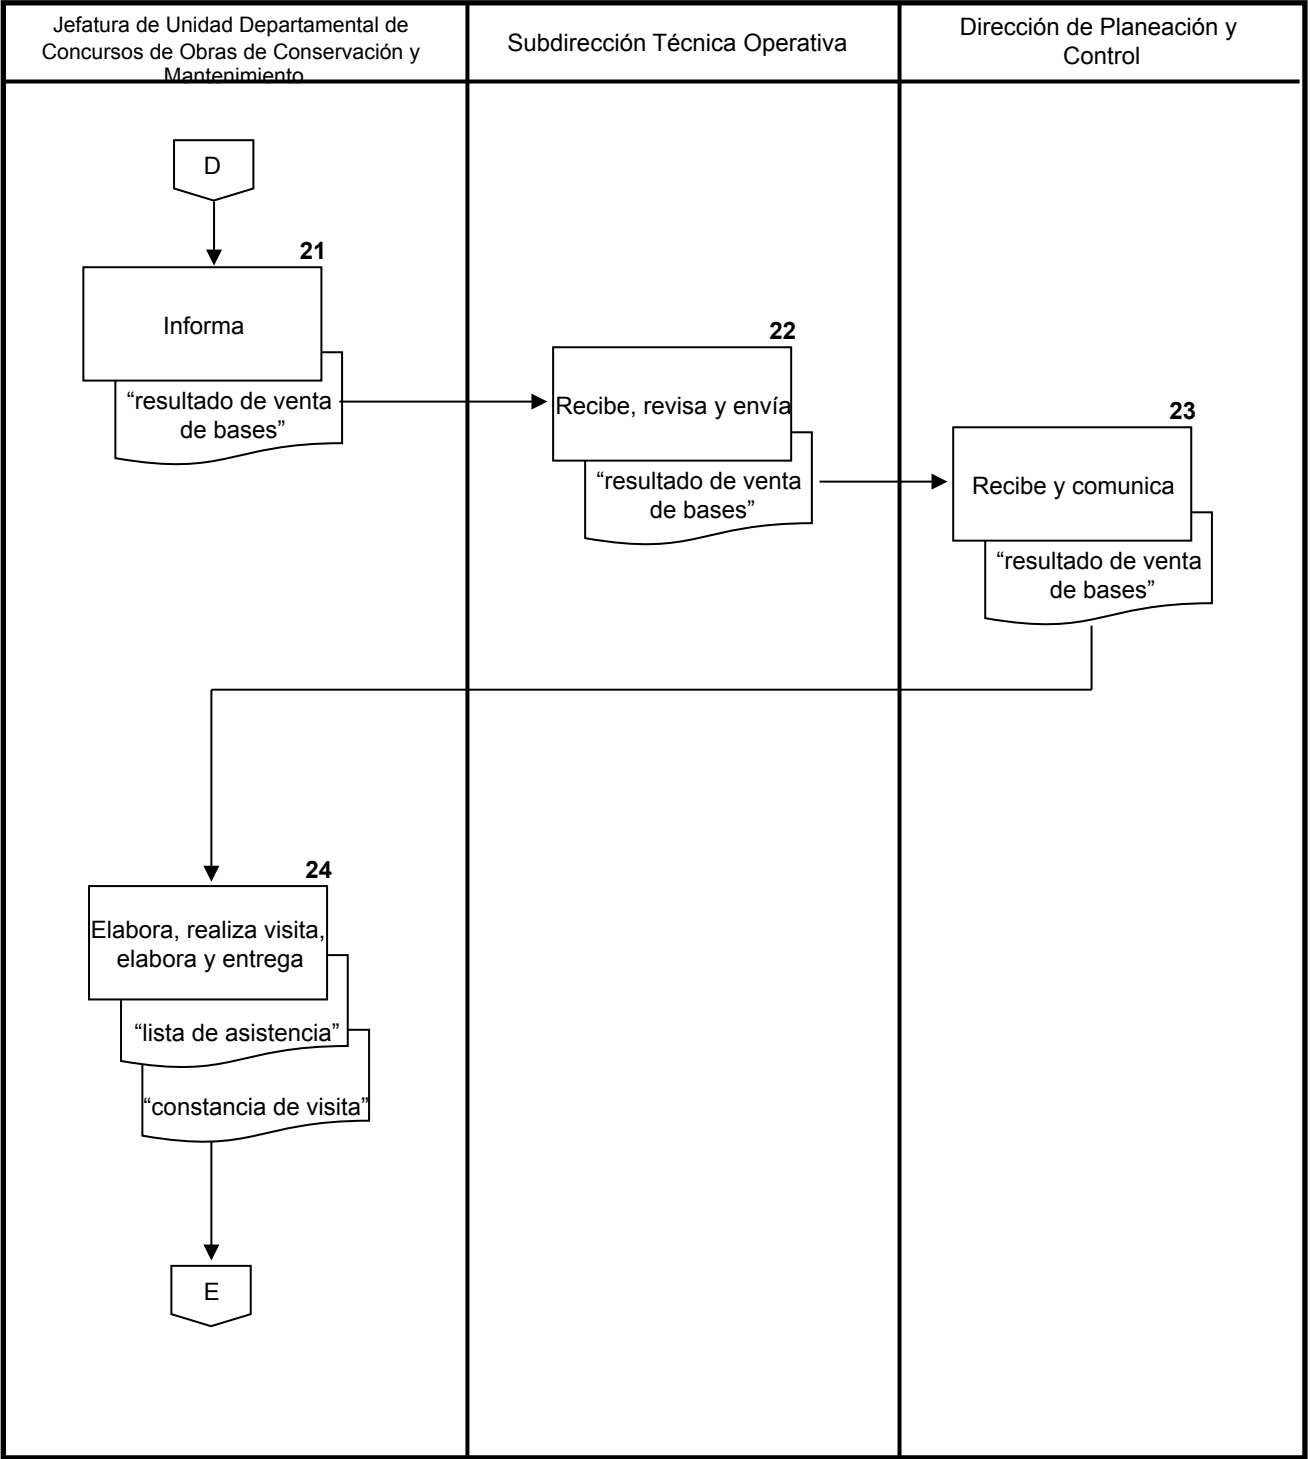 Jefatura de Unidad Departamental de
Concursos de Obras de Conservación y
Mantenimiento
Subdirección Técnica Operativa
Dirección de Planeación y
Control
D
21
Informa
“resultado de venta
de bases”
22
Recibe, revisa y envía
“resultado de venta
de bases”
23
Recibe y comunica
“resultado de venta
de bases”
24
Elabora, realiza visita,
elabora y entrega
“lista de asistencia”
“constancia de visita”
E